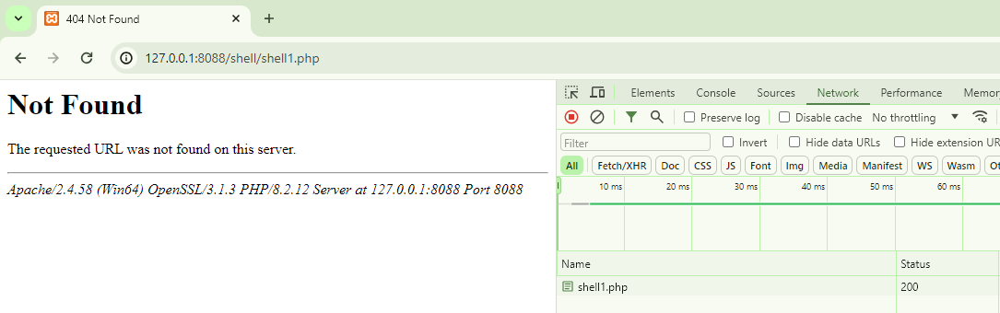 404 Not Found
127.0.0.1:8088/shell/shell1.php
Not Found
The requested URL was not found on this server.
Apache/2.4.58 (Win64) OpenSSL/3.1.3 PHP/8.2.12 Server at 127.0.0.1:8088 Port 8088
Elements Console Sources Network Performance Memor
Preserve log Disable cache No throttling
Filter Invert Hide data URLs Hide extension UR
All Fetch/XHR Doc CSS JS Font Img Media Manifest WS Wasm Ot
10 ms 20 ms 30 ms 40 ms 50 ms 60 ms
Name Status
shell1.php 200